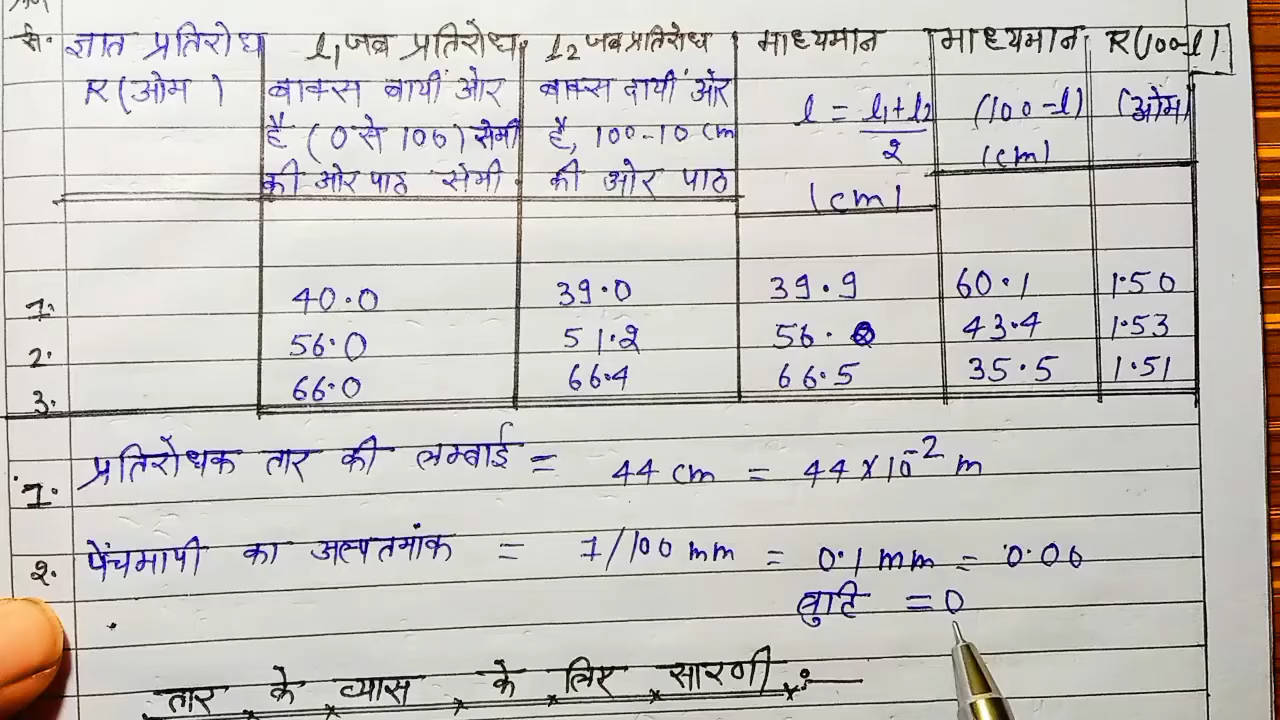 क्र. ज्ञात प्रतिरोध l₁ जब प्रतिरोध l₂ जब प्रतिरोध माध्यमान माध्यमान R(100-l)
R (ओम) बाक्स बायीं ओर बाक्स दायीं ओर l = l₁+l₂/2 (100-l) (ओम)
है (0 से 100) सेमी है, 100-10 cm (cm)
की ओर पाठ सेमी की ओर पाठ (cm)
1. 40.0 39.0 39.9 60.1 1.50
2. 56.0 51.2 56. 43.4 1.53
3. 66.0 66.4 66.5 35.5 1.51
1. प्रतिरोधक तार की लम्बाई = 44 cm = 44×10⁻² m
2. पेंचमापी का अल्पतमांक = 1/100 mm = 0.1 mm = 0.00
त्रुटि = 0
तार के व्यास के लिए सारणी :—